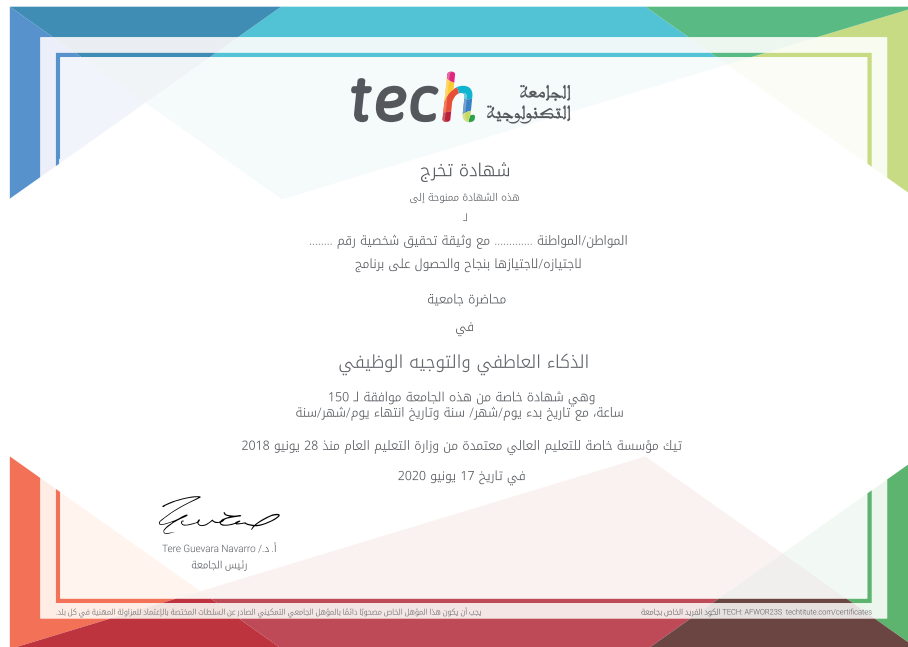 tech الجامعة
التكنولوجية
شهادة تخرج
هذه الشهادة ممنوحة إلى
لـ
المواطن/المواطنة ............. مع وثيقة تحقيق شخصية رقم ........
لاجتيازه/لاجتيازها بنجاح والحصول على برنامج
محاضرة جامعية
في
الذكاء العاطفي والتوجيه الوظيفي
وهي شهادة خاصة من هذه الجامعة موافقة لـ 150
ساعة، مع تاريخ بدء يوم/شهر/ سنة وتاريخ انتهاء يوم/شهر/سنة
تيك مؤسسة خاصة للتعليم العالي معتمدة من وزارة التعليم العام منذ 28 يونيو 2018
في تاريخ 17 يونيو 2020
أ. د./ Tere Guevara Navarro
رئيس الجامعة
يجب أن يكون هذا المؤهل الخاص مصحوبًا دائمًا بالمؤهل الجامعي التمكيني الصادر عن السلطات المختصة بالإعتماد للمزاولة المهنية في كل بلد.
الكود الفريد الخاص بجامعة TECH: AFWOR23S techtitute.com/certificates